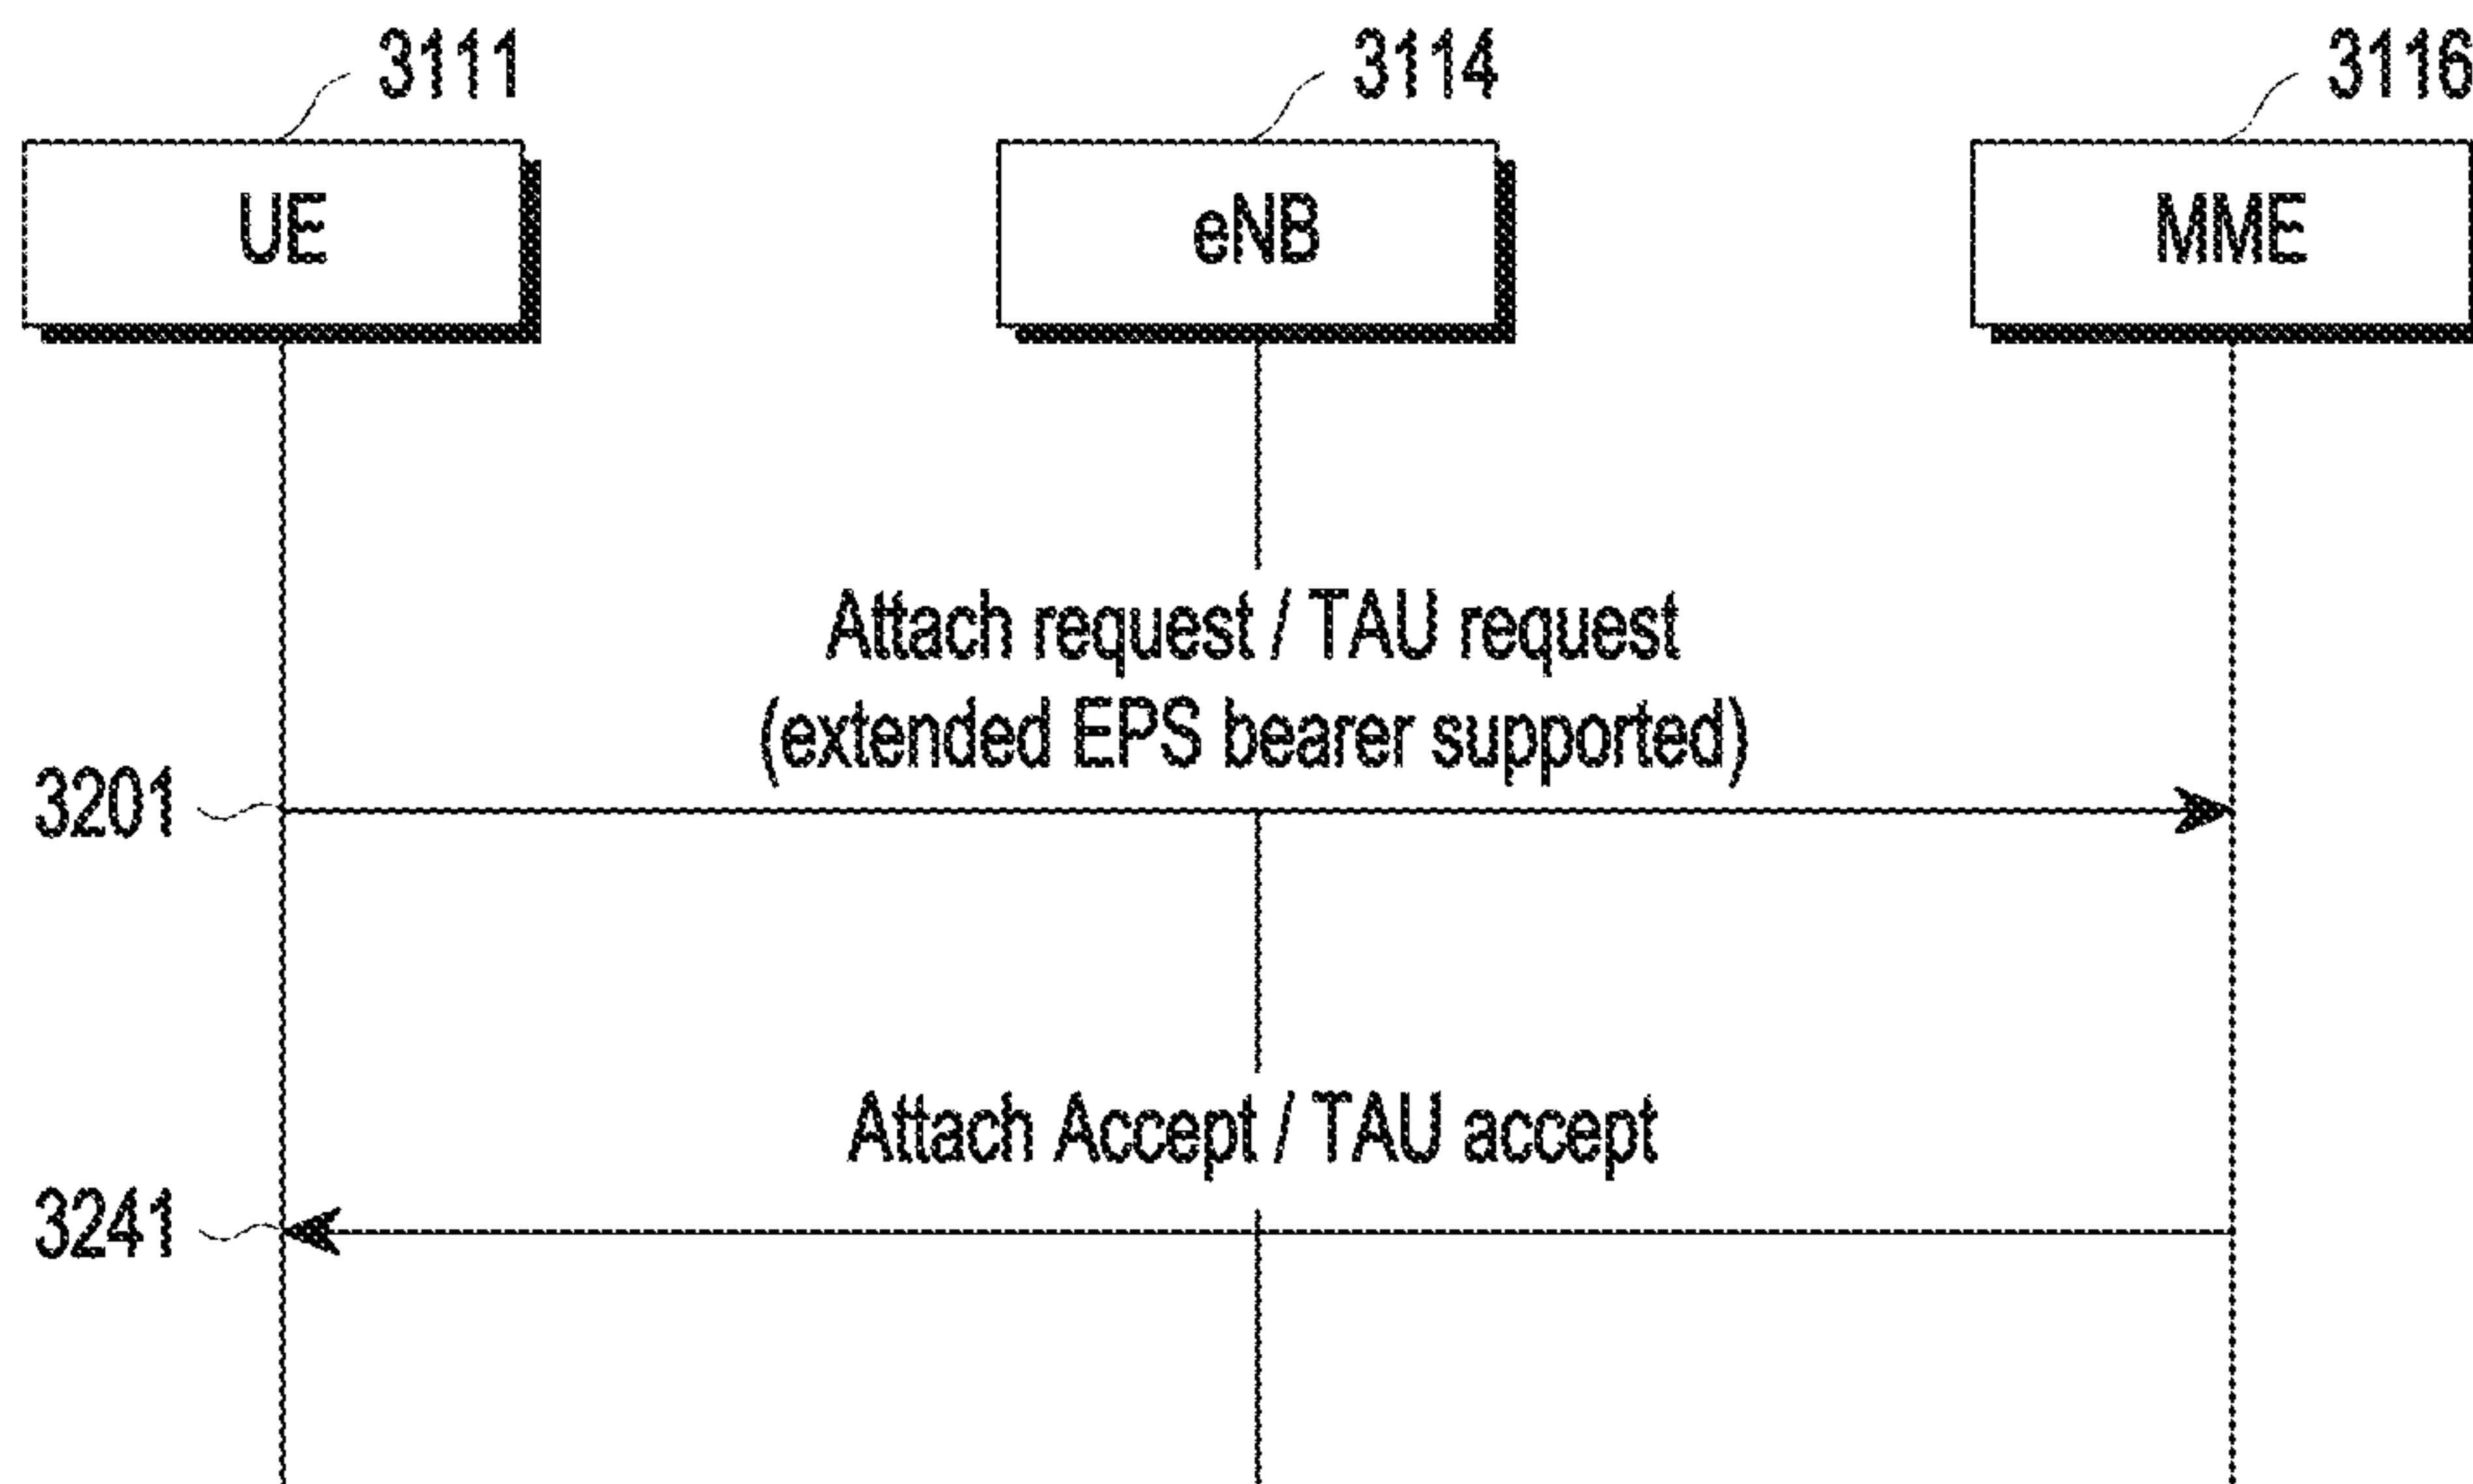 3111
3114
3116
UE
eNB
MME
Attach request / TAU request
(extended EPS bearer supported)
3201
Attach Accept / TAU accept
3241